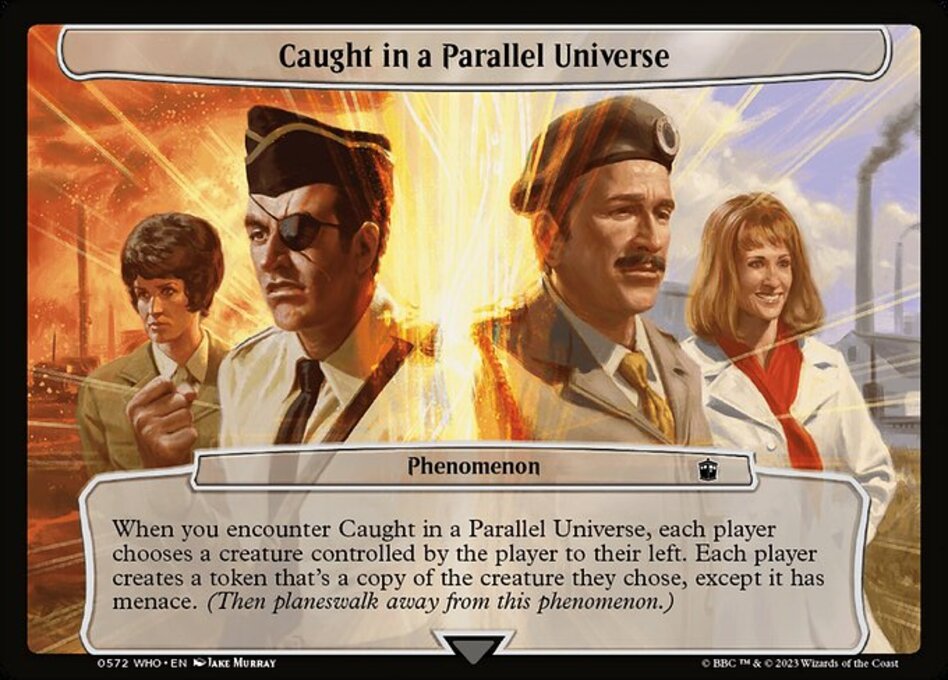 Caught in a Parallel Universe
Phenomenon
When you encounter Caught in a Parallel Universe, each player
chooses a creature controlled by the player to their left. Each player
creates a token that's a copy of the creature they chose, except it has
menace. (Then planeswalk away from this phenomenon.)
0572 WHO • EN Jake Murray
© BBC ™ & © 2023 Wizards of the Coast